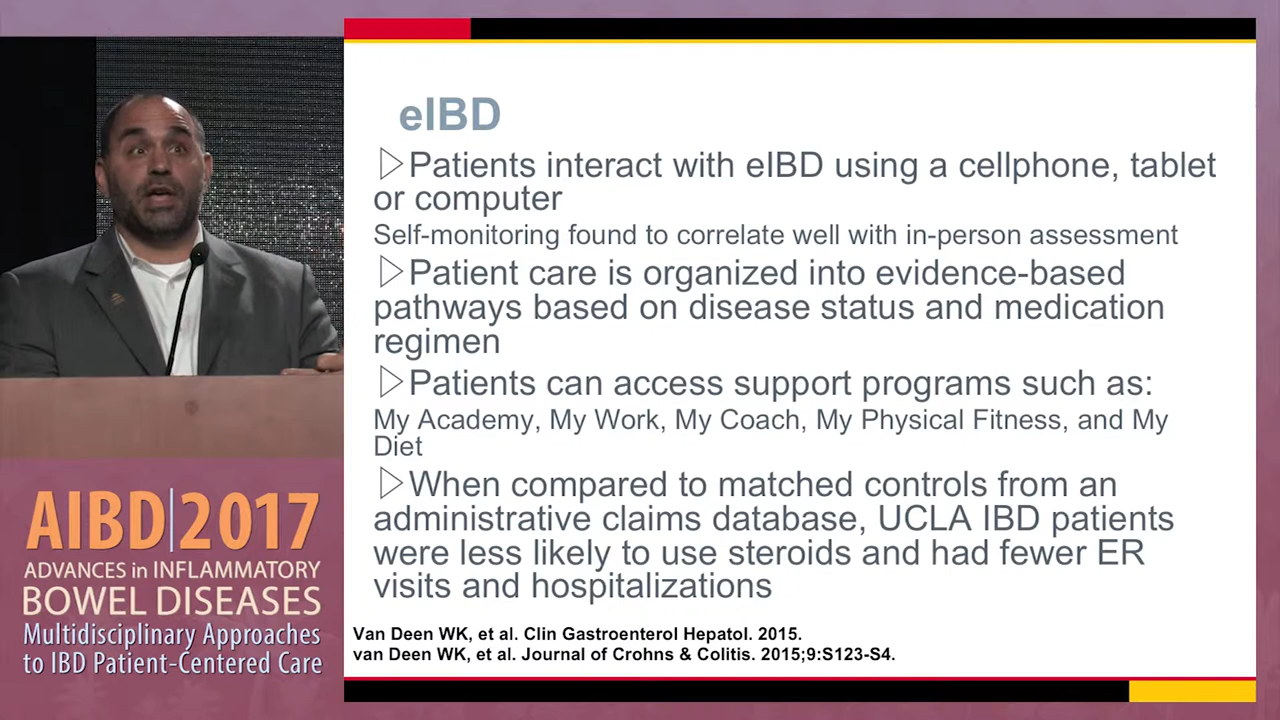 eIBD
Patients interact with eIBD using a cellphone, tablet
or computer
Self-monitoring found to correlate well with in-person assessment
Patient care is organized into evidence-based
pathways based on disease status and medication
regimen
Patients can access support programs such as:
My Academy, My Work, My Coach, My Physical Fitness, and My
Diet
When compared to matched controls from an
administrative claims database, UCLA IBD patients
were less likely to use steroids and had fewer ER
visits and hospitalizations
Van Deen WK, et al. Clin Gastroenterol Hepatol. 2015.
van Deen WK, et al. Journal of Crohns & Colitis. 2015;9:S123-S4.
AIBD|2017
ADVANCES in INFLAMMATORY
BOWEL DISEASES
Multidisciplinary Approaches
to IBD Patient-Centered Care